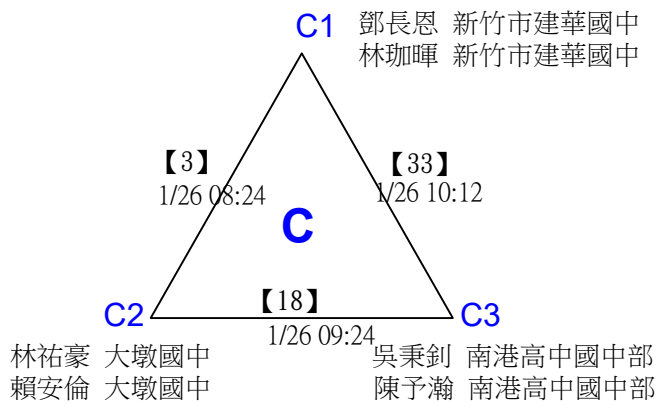 C1 鄧長恩 新竹市建華國中
林珈暉 新竹市建華國中
【3】
1/26 08:24
【33】
1/26 10:12
C
【18】
1/26 09:24
C2
C3
林祐豪 大墩國中
賴安倫 大墩國中
吳秉釗 南港高中國中部
陳予瀚 南港高中國中部